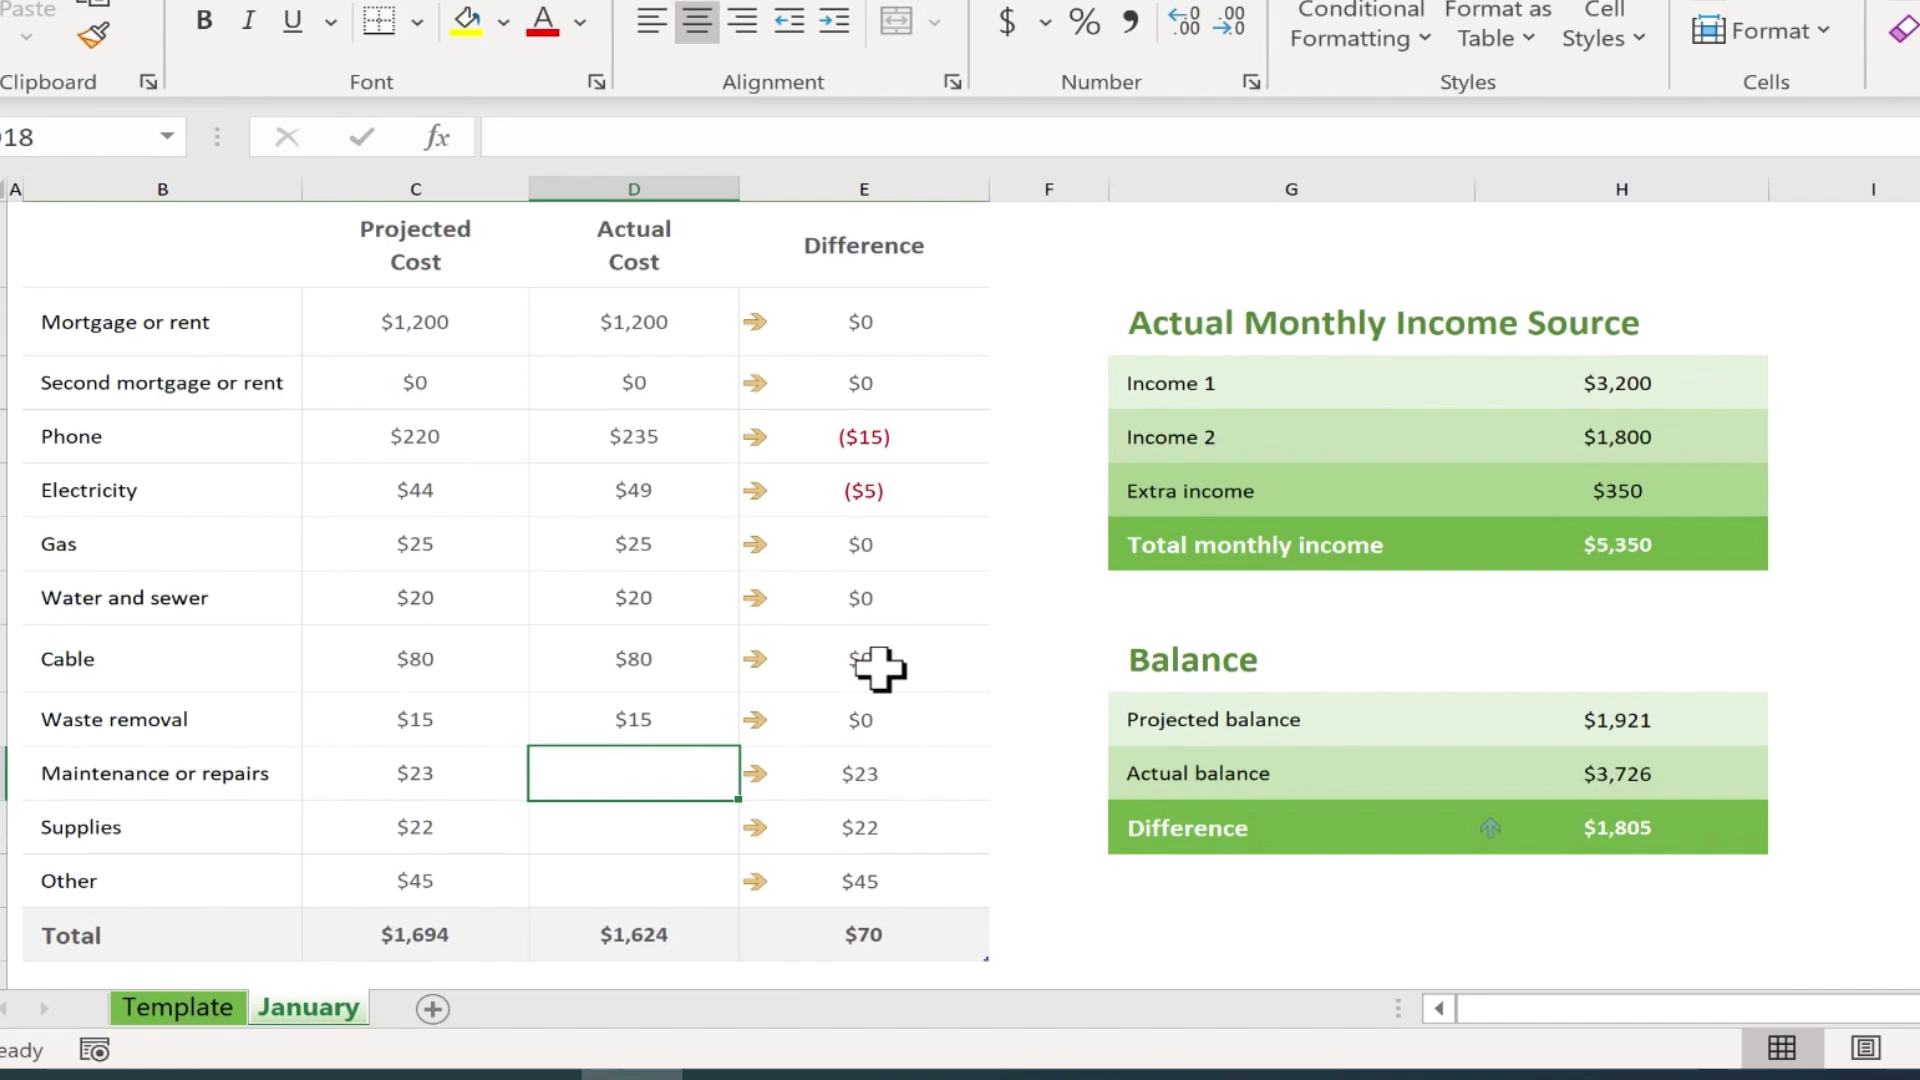 Paste
B I U A
$ % 9 .00
Conditional Formatting
Format as Table
Cell Styles
Format
Clipboard Font Alignment Number Styles Cells
18 fx
A B C D E F G H I
Projected Cost Actual Cost Difference
Mortgage or rent $1,200 $1,200 $0
Second mortgage or rent $0 $0 $0
Phone $220 $235 ($15)
Electricity $44 $49 ($5)
Gas $25 $25 $0
Water and sewer $20 $20 $0
Cable $80 $80
Waste removal $15 $15 $0
Maintenance or repairs $23 $23
Supplies $22 $22
Other $45 $45
Total $1,694 $1,624 $70
Actual Monthly Income Source
Income 1 $3,200
Income 2 $1,800
Extra income $350
Total monthly income $5,350
Balance
Projected balance $1,921
Actual balance $3,726
Difference $1,805
Template January
eady